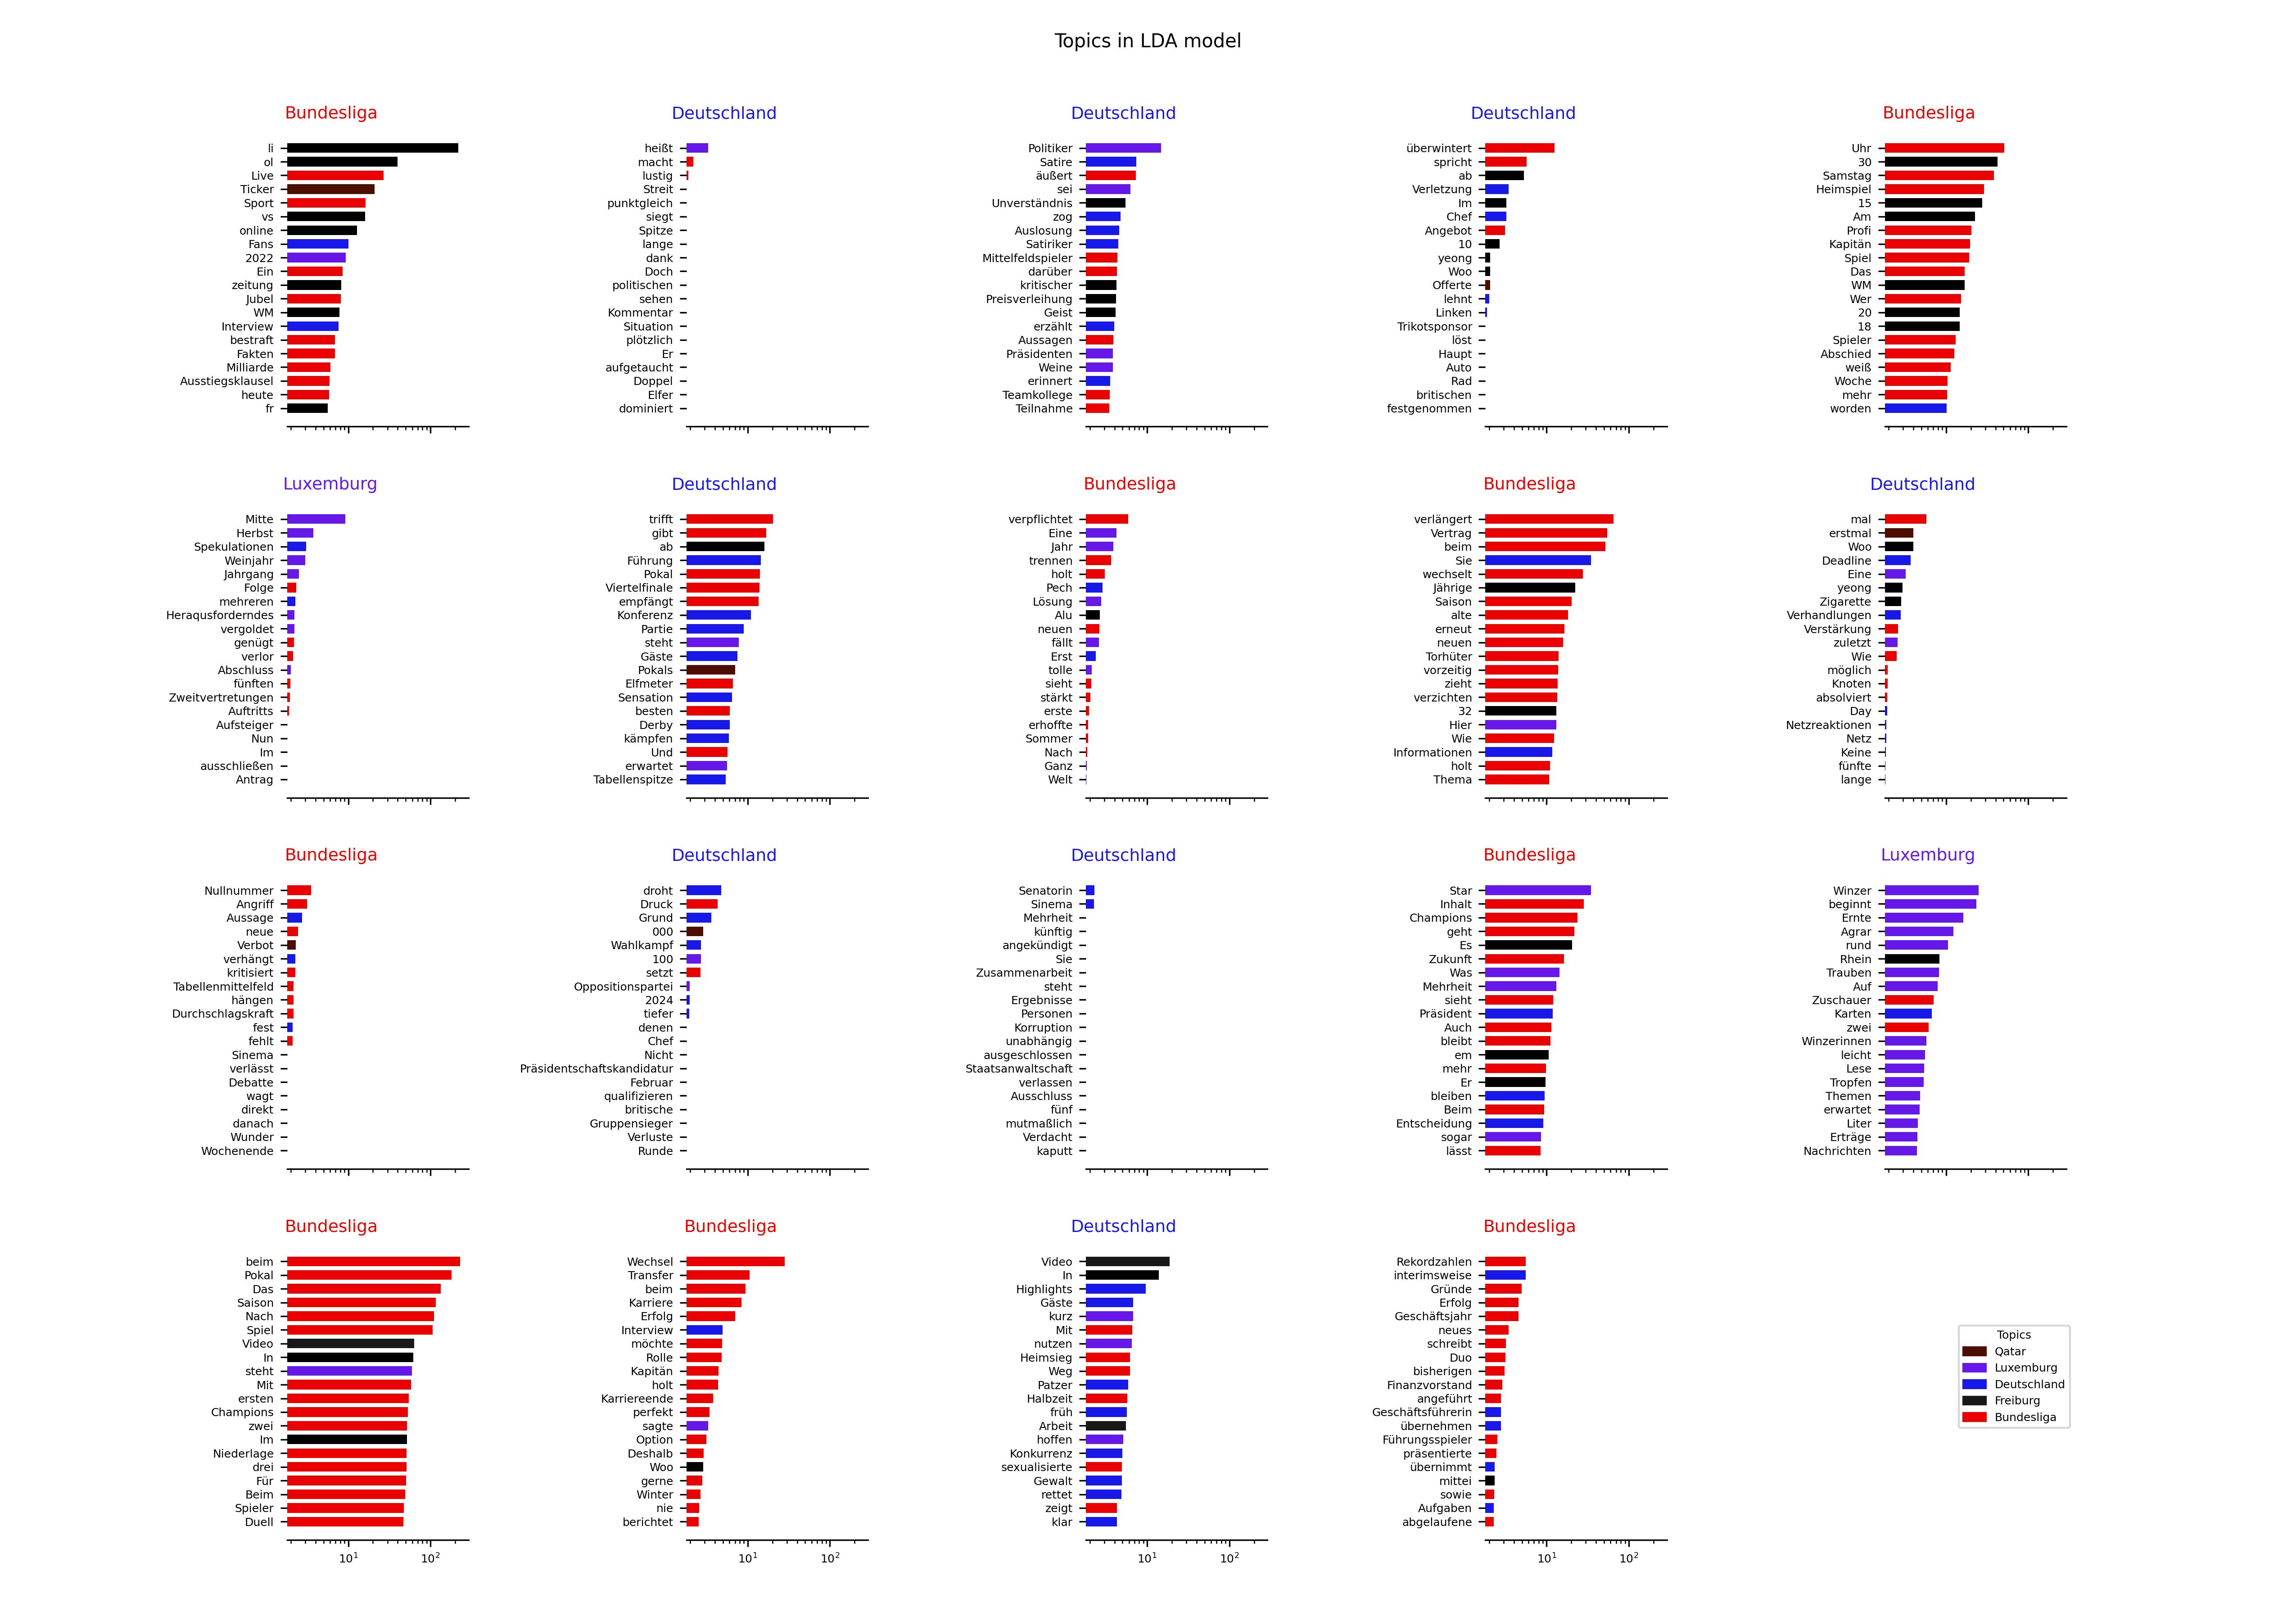 Topics in LDA model
Bundesliga
li
ol
Live
Ticker
Sport
vs
online
Fans
2022
Ein
zeitung
Jubel
WM
Interview
bestraft
Fakten
Milliarde
Ausstiegsklausel
heute
fr
Deutschland
heißt
macht
lustig
Streit
punktgleich
siegt
Spitze
lange
dank
Doch
politischen
sehen
Kommentar
Situation
plötzlich
Er
aufgetaucht
Doppel
Elfer
dominiert
Deutschland
Politiker
Satire
äußert
sei
Unverständnis
zog
Auslosung
Satiriker
Mittelfeldspieler
darüber
kritischer
Preisverleihung
Geist
erzählt
Aussagen
Präsidenten
Weine
erinnert
Teamkollege
Teilnahme
Deutschland
überwintert
spricht
ab
Verletzung
Im
Chef
Angebot
10
yeong
Woo
Offerte
lehnt
Linken
Trikotsponsor
löst
Haupt
Auto
Rad
britischen
festgenommen
Bundesliga
Uhr
30
Samstag
Heimspiel
15
Am
Profi
Kapitän
Spiel
Das
WM
Wer
20
18
Spieler
Abschied
weiß
Woche
mehr
worden
Luxemburg
Mitte
Herbst
Spekulationen
Weinjahr
Jahrgang
Folge
mehreren
Heraqusforderndes
vergoldet
genügt
verlor
Abschluss
fünften
Zweitvertretungen
Auftritts
Aufsteiger
Nun
Im
ausschließen
Antrag
Deutschland
trifft
gibt
ab
Führung
Pokal
Viertelfinale
empfängt
Konferenz
Partie
steht
Gäste
Pokals
Elfmeter
Sensation
besten
Derby
kämpfen
Und
erwartet
Tabellenspitze
Bundesliga
verpflichtet
Eine
Jahr
trennen
holt
Pech
Lösung
Alu
neuen
fällt
Erst
tolle
sieht
stärkt
erste
erhoffte
Sommer
Nach
Ganz
Welt
Bundesliga
verlängert
Vertrag
beim
Sie
wechselt
Jährige
Saison
alte
erneut
neuen
Torhüter
vorzeitig
zieht
verzichten
32
Hier
Wie
Informationen
holt
Thema
Deutschland
mal
erstmal
Woo
Deadline
Eine
yeong
Zigarette
Verhandlungen
Verstärkung
zuletzt
Wie
möglich
Knoten
absolviert
Day
Netzreaktionen
Netz
Keine
fünfte
lange
Bundesliga
Nullnummer
Angriff
Aussage
neue
Verbot
verhängt
kritisiert
Tabellenmittelfeld
hängen
Durchschlagskraft
fest
fehlt
Sinema
verlässt
Debatte
wagt
direkt
danach
Wunder
Wochenende
Deutschland
droht
Druck
Grund
000
Wahlkampf
100
setzt
Oppositionspartei
2024
tiefer
denen
Chef
Nicht
Präsidentschaftskandidatur
Februar
qualifizieren
britische
Gruppensieger
Verluste
Runde
Deutschland
Senatorin
Sinema
Mehrheit
künftig
angekündigt
Sie
Zusammenarbeit
steht
Ergebnisse
Personen
Korruption
unabhängig
ausgeschlossen
Staatsanwaltschaft
verlassen
Ausschluss
fünf
mutmaßlich
Verdacht
kaputt
Bundesliga
Star
Inhalt
Champions
geht
Es
Zukunft
Was
Mehrheit
sieht
Präsident
Auch
bleibt
em
mehr
Er
bleiben
Beim
Entscheidung
sogar
lässt
Luxemburg
Winzer
beginnt
Ernte
Agrar
rund
Rhein
Trauben
Auf
Zuschauer
Karten
zwei
Winzerinnen
leicht
Lese
Tropfen
Themen
erwartet
Liter
Erträge
Nachrichten
Bundesliga
beim
Pokal
Das
Saison
Nach
Spiel
Video
In
steht
Mit
ersten
Champions
zwei
Im
Niederlage
drei
Für
Beim
Spieler
Duell
10¹ 10²
Bundesliga
Wechsel
Transfer
beim
Karriere
Erfolg
Interview
möchte
Rolle
Kapitän
holt
Karriereende
perfekt
sagte
Option
Deshalb
Woo
gerne
Winter
nie
berichtet
10¹ 10²
Deutschland
Video
In
Highlights
Gäste
kurz
Mit
nutzen
Heimsieg
Weg
Patzer
Halbzeit
früh
Arbeit
hoffen
Konkurrenz
sexualisierte
Gewalt
rettet
zeigt
klar
10¹ 10²
Bundesliga
Rekordzahlen
interimsweise
Gründe
Erfolg
Geschäftsjahr
neues
schreibt
Duo
bisherigen
Finanzvorstand
angeführt
Geschäftsführerin
übernehmen
Führungsspieler
präsentierte
übernimmt
mittei
sowie
Aufgaben
abgelaufene
10¹ 10²
Topics
Qatar
Luxemburg
Deutschland
Freiburg
Bundesliga